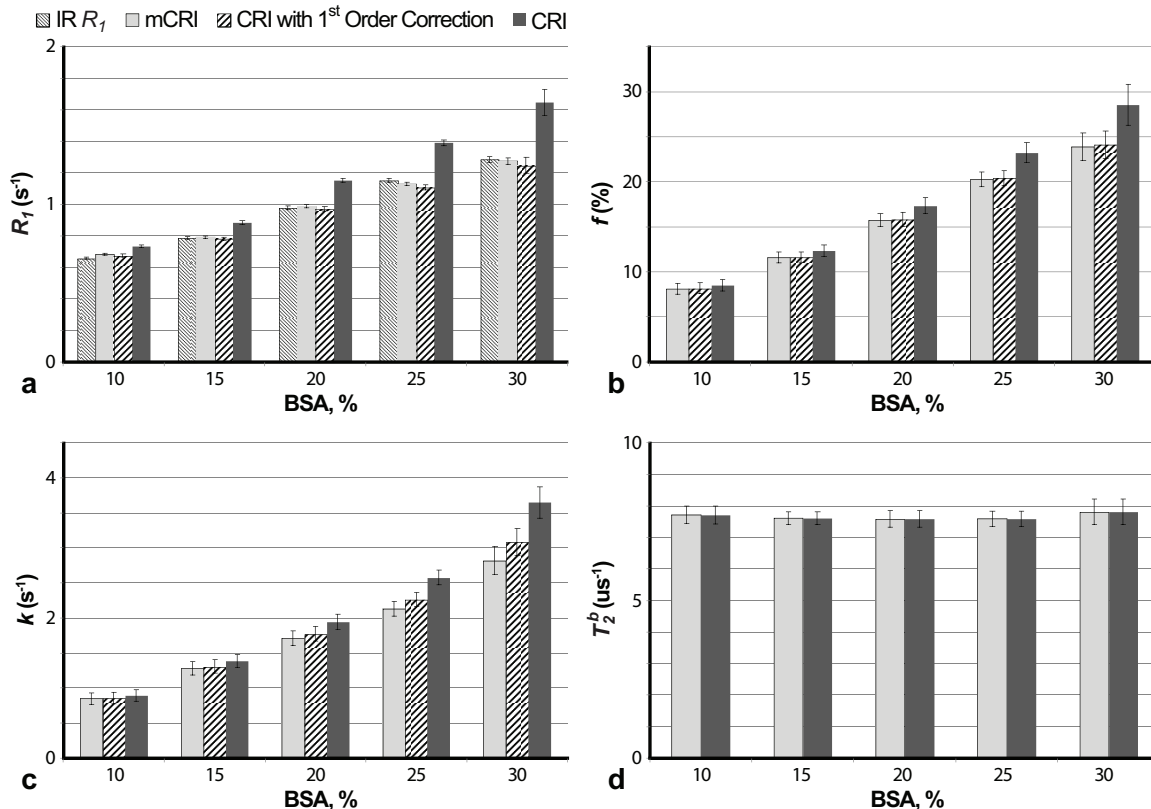 IR R₁ mCRI CRI with 1ˢᵗ Order Correction CRI
2
1
0
R₁ (s⁻¹)
10 15 20 25 30
a BSA, %
30
20
10
0
f (%)
10 15 20 25 30
b BSA, %
4
2
0
k (s⁻¹)
10 15 20 25 30
c BSA, %
10
5
0
T₂ᵇ (us⁻¹)
10 15 20 25 30
d BSA, %